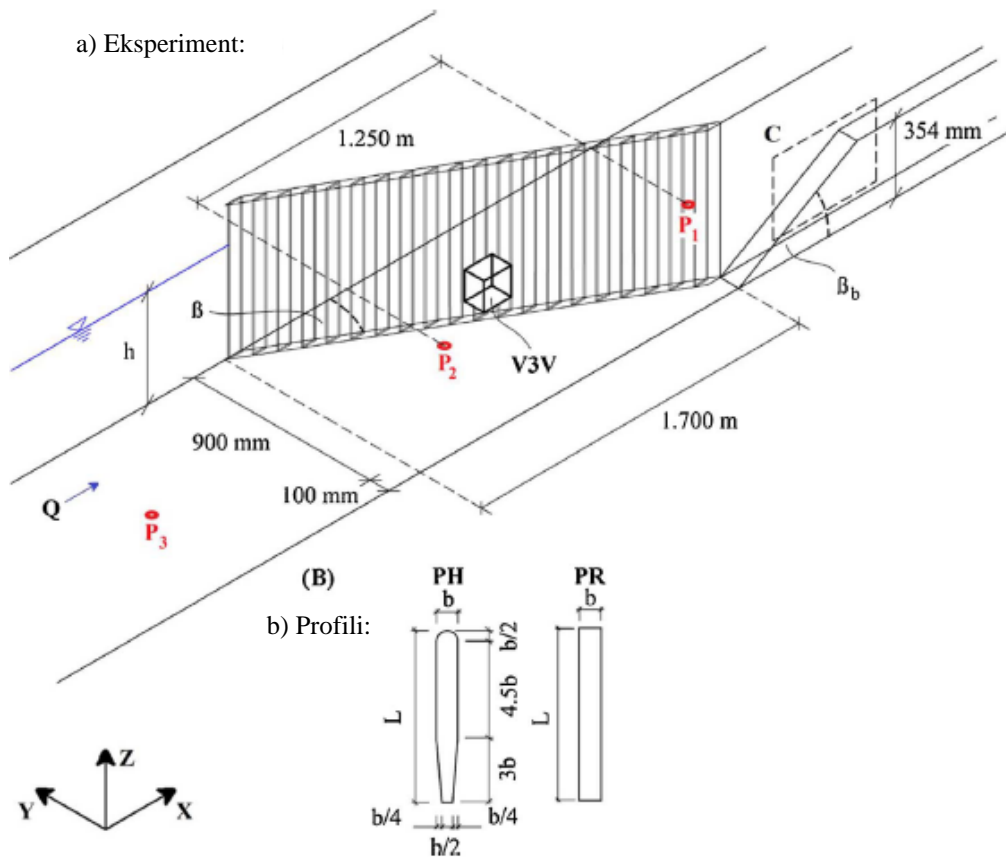 a) Eksperiment:
1.250 m
C
354 mm
P1
ß
ßb
h
P2
V3V
1.700 m
900 mm
100 mm
Q
P3
(B)
PH
PR
b
b
b) Profili:
b/2
L
4.5b
L
3b
b/4
b/4
b/2
Z
Y
X